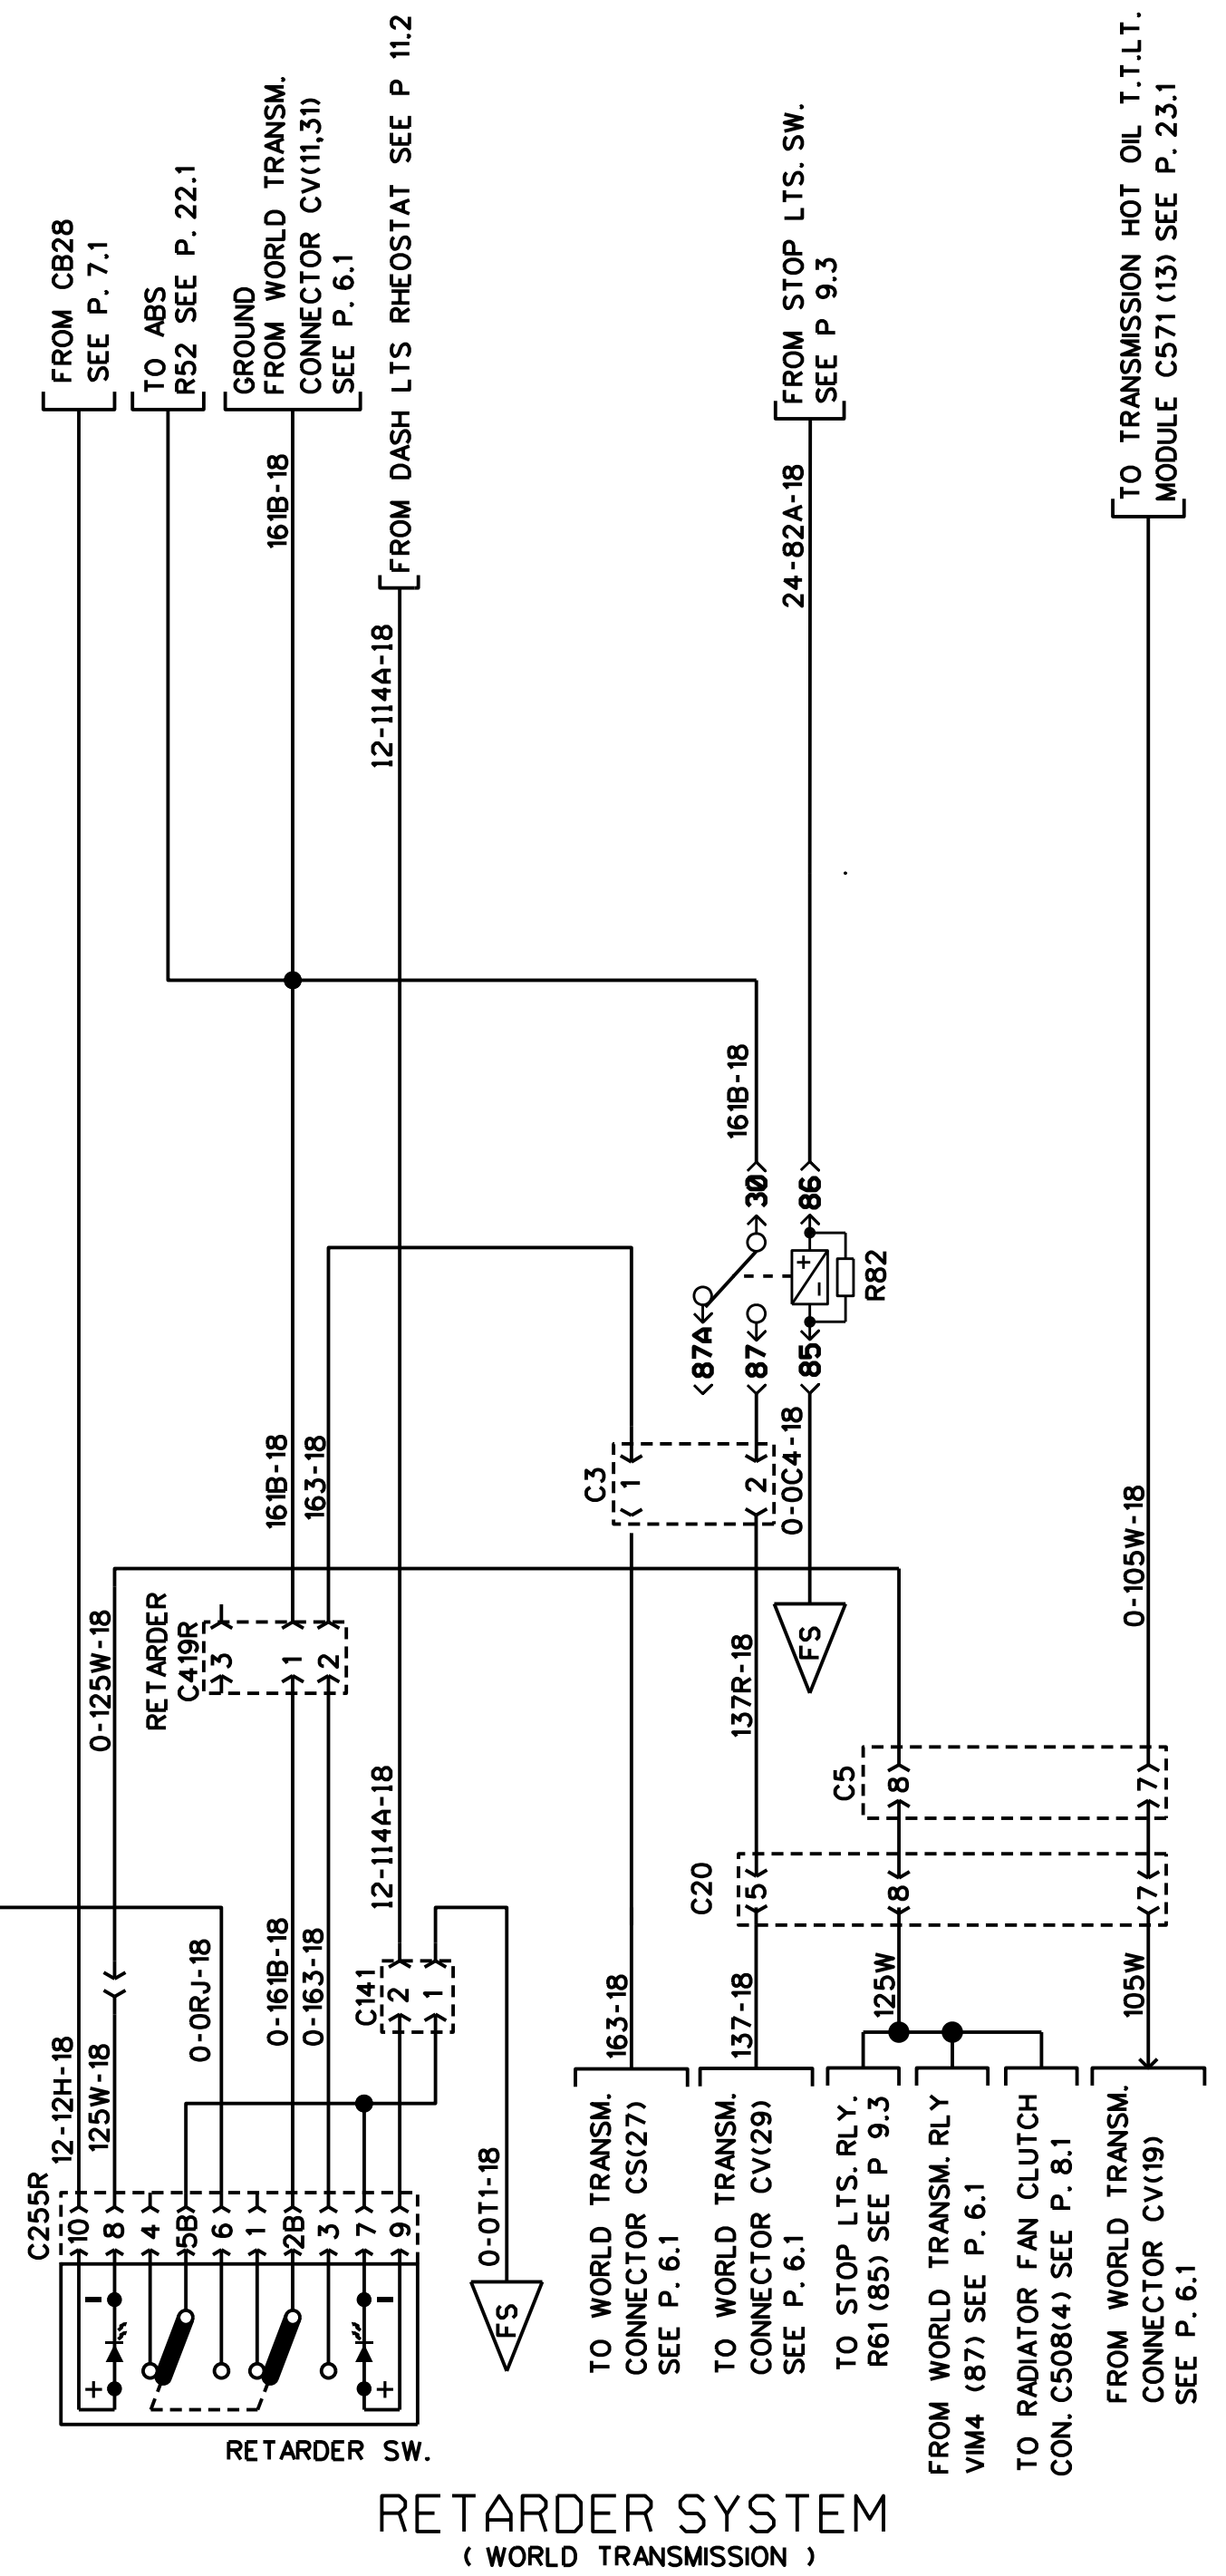 FROM CB28
SEE P. 7.1
TO ABS
R52 SEE P. 22.1
GROUND
FROM WORLD TRANSM.
CONNECTOR CV(11,31)
SEE P. 6.1
FROM DASH LTS RHEOSTAT SEE P 11.2
FROM STOP LTS. SW.
SEE P 9.3
TO TRANSMISSION HOT OIL T.T.LT.
MODULE C571 (13) SEE P. 23.1
161B-18
12-114A-18
24-82A-18
161B-18
30
86
87A
87
85
R82
161B-18
163-18
C3
1
2
0-0C4-18
FS
0-105W-18
0-125W-18
RETARDER
C419R
3
1
2
12-114A-18
137R-18
C5
8
7
C20
5
8
7
0-0RJ-18
0-161B-18
0-163-18
C141
2
1
163-18
137-18
125W
105W
12-12H-18
125W-18
C255R
10
8
4
5B
6
1
2B
3
7
9
0-0T1-18
FS
+
-
+
-
+
-
RETARDER SW.
TO WORLD TRANSM.
CONNECTOR CS(27)
SEE P. 6.1
TO WORLD TRANSM.
CONNECTOR CV(29)
SEE P. 6.1
TO STOP LTS. RLY.
R61 (85) SEE P 9.3
FROM WORLD TRANSM. RLY
VIM4 (87) SEE P. 6.1
TO RADIATOR FAN CLUTCH
CON. C508(4) SEE P. 8.1
FROM WORLD TRANSM.
CONNECTOR CV(19)
SEE P. 6.1
RETARDER SYSTEM
( WORLD TRANSMISSION )